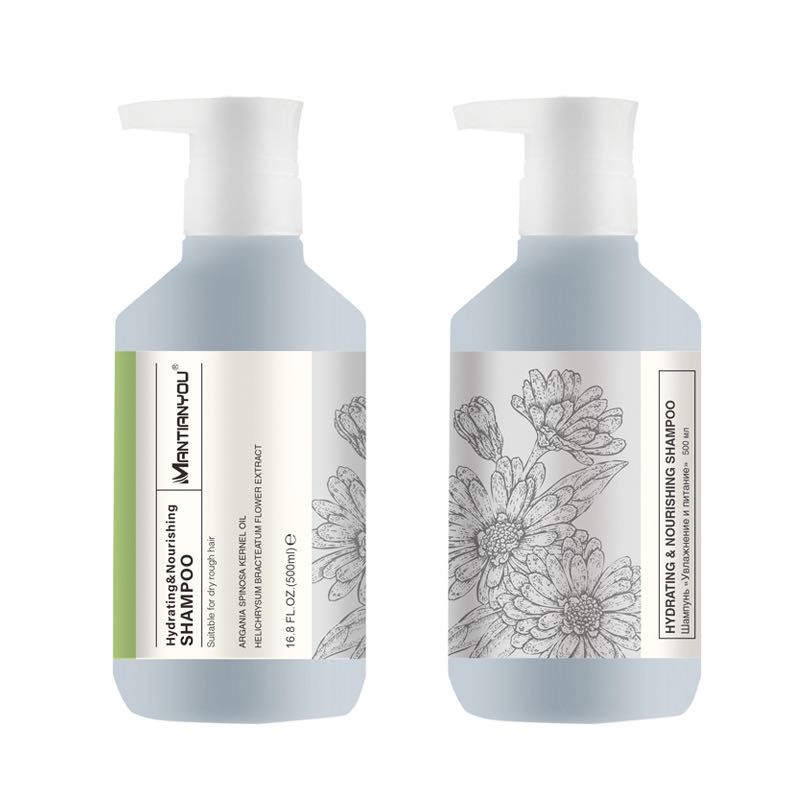 MANTIANYOU®
Hydrating&Nourishing
SHAMPOO
Suitable for dry rough hair
ARGANIA SPINOSA KERNEL OIL
HELICHRYSUM BRACTEATUM FLOWER EXTRACT
16.8 FL.OZ.(500ml) ℮
HYDRATING & NOURISHING SHAMPOO
Шампунь «Увлажнение и питание» 500 мл